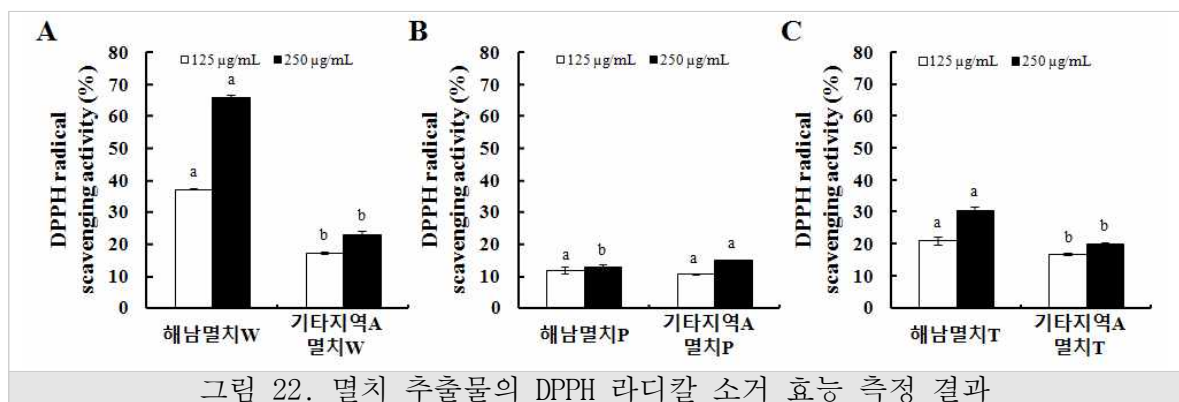 A
DPPH radical
scavenging activity (%)
80
70
60
50
40
30
20
10
0
□125 µg/mL ■250 µg/mL
a
a
b
b
해남멸치W
기타지역A
멸치W
B
DPPH radical
scavenging activity (%)
80
70
60
50
40
30
20
10
0
□125 µg/mL ■250 µg/mL
a
b
a
a
해남멸치P
기타지역A
멸치P
C
DPPH radical
scavenging activity (%)
80
70
60
50
40
30
20
10
0
□125 µg/mL ■250 µg/mL
a
a
b
b
해남멸치T
기타지역A
멸치T
그림 22. 멸치 추출물의 DPPH 라디칼 소거 효능 측정 결과